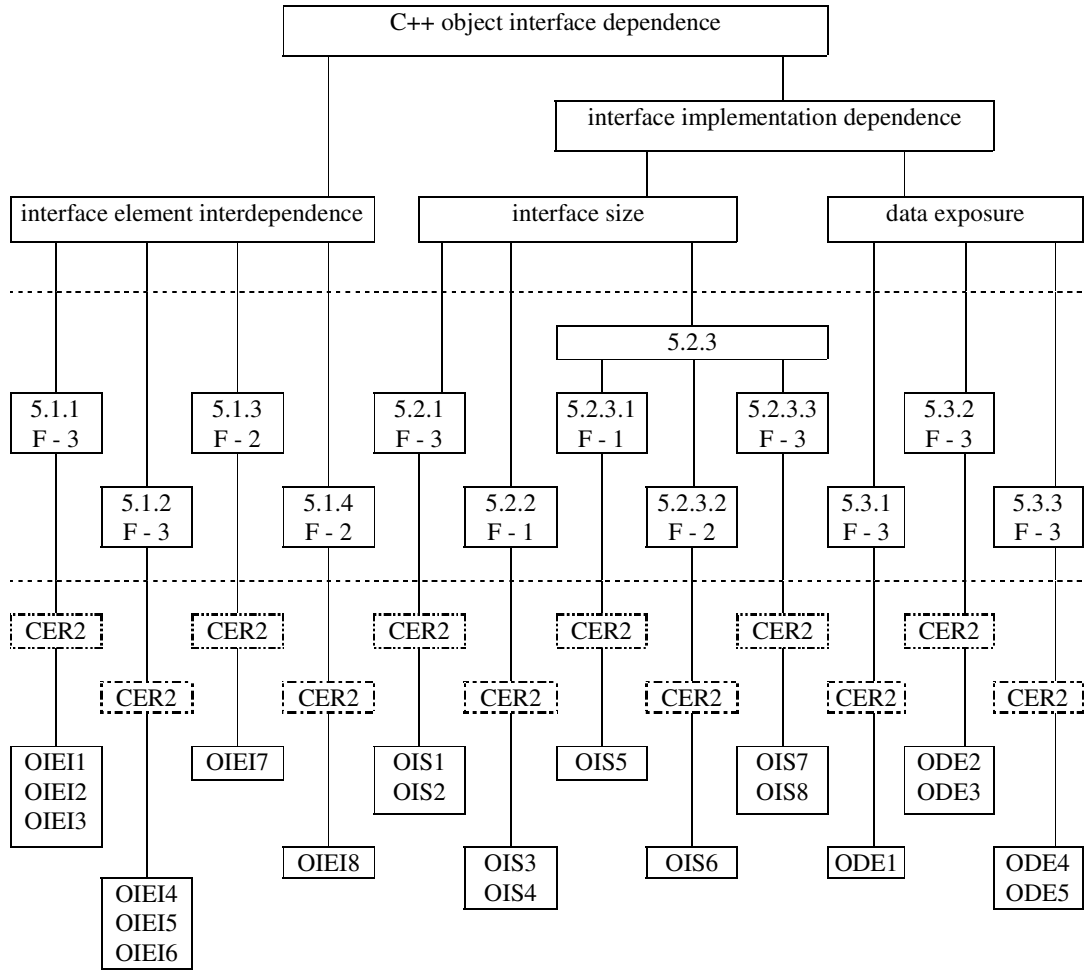 C++ object interface dependence
interface implementation dependence
interface element interdependence
interface size
data exposure
5.2.3
5.1.1
F - 3
5.1.3
F - 2
5.2.1
F - 3
5.2.3.1
F - 1
5.2.3.3
F - 3
5.3.2
F - 3
5.1.2
F - 3
5.1.4
F - 2
5.2.2
F - 1
5.2.3.2
F - 2
5.3.1
F - 3
5.3.3
F - 3
CER2
CER2
CER2
CER2
CER2
CER2
CER2
CER2
CER2
CER2
CER2
CER2
OIEI1
OIEI2
OIEI3
OIEI7
OIS1
OIS2
OIS5
OIS7
OIS8
ODE2
ODE3
OIEI4
OIEI5
OIEI6
OIEI8
OIS3
OIS4
OIS6
ODE1
ODE4
ODE5